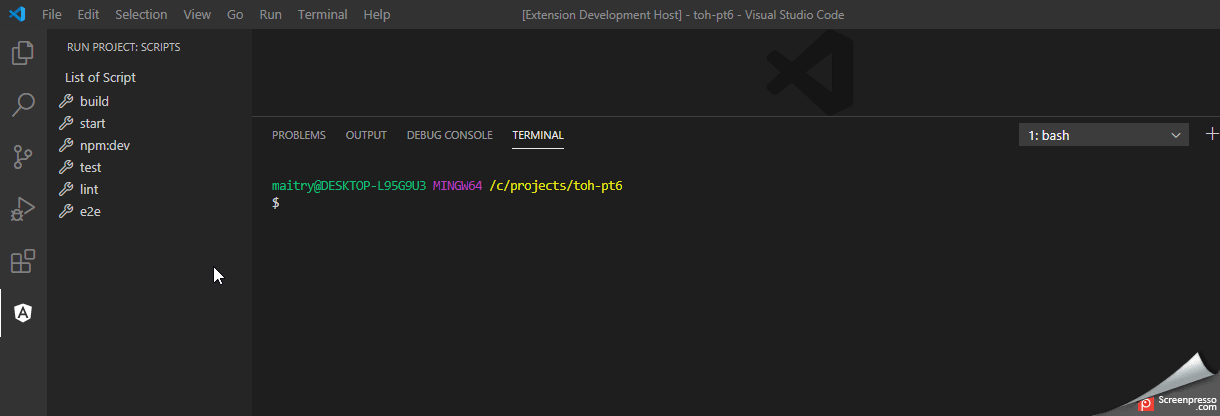 File Edit Selection View Go Run Terminal Help [Extension Development Host] - toh-pt6 - Visual Studio Code
RUN PROJECT: SCRIPTS
List of Script
build
start
npm:dev
test
lint
e2e
PROBLEMS OUTPUT DEBUG CONSOLE TERMINAL 1: bash
maitry@DESKTOP-L95G9U3 MINGW64 /c/projects/toh-pt6
$
Screenpresso
.com